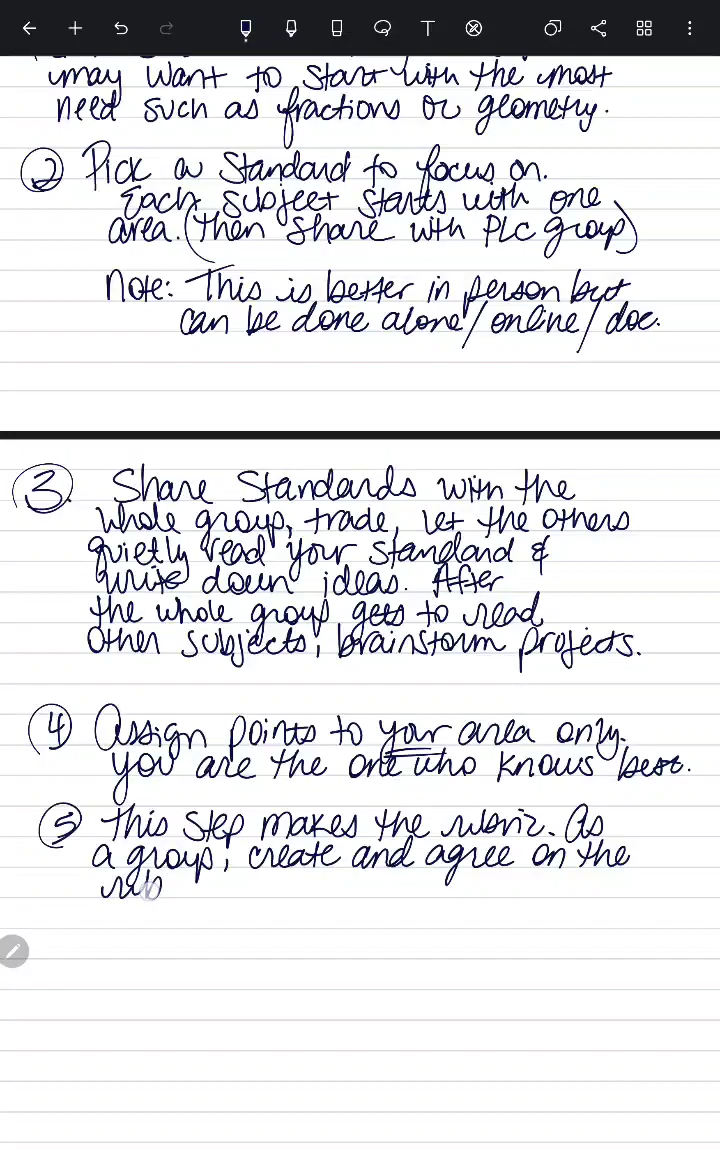 may want to start with the most
need such as fractions or geometry.
② Pick a standard to focus on.
Each subject starts with one
area. (Then share with PLC group)
Note: This is better in person but
can be done alone/online/doc.
③. Share Standards with the
whole group, trade, let the others
quietly read your standard &
write down ideas. After
the whole group gets to read
other subjects, brainstorm projects.
④ Assign points to your area only.
you are the one who knows best.
⑤ This step makes the rubric. As
a group, create and agree on the
rub